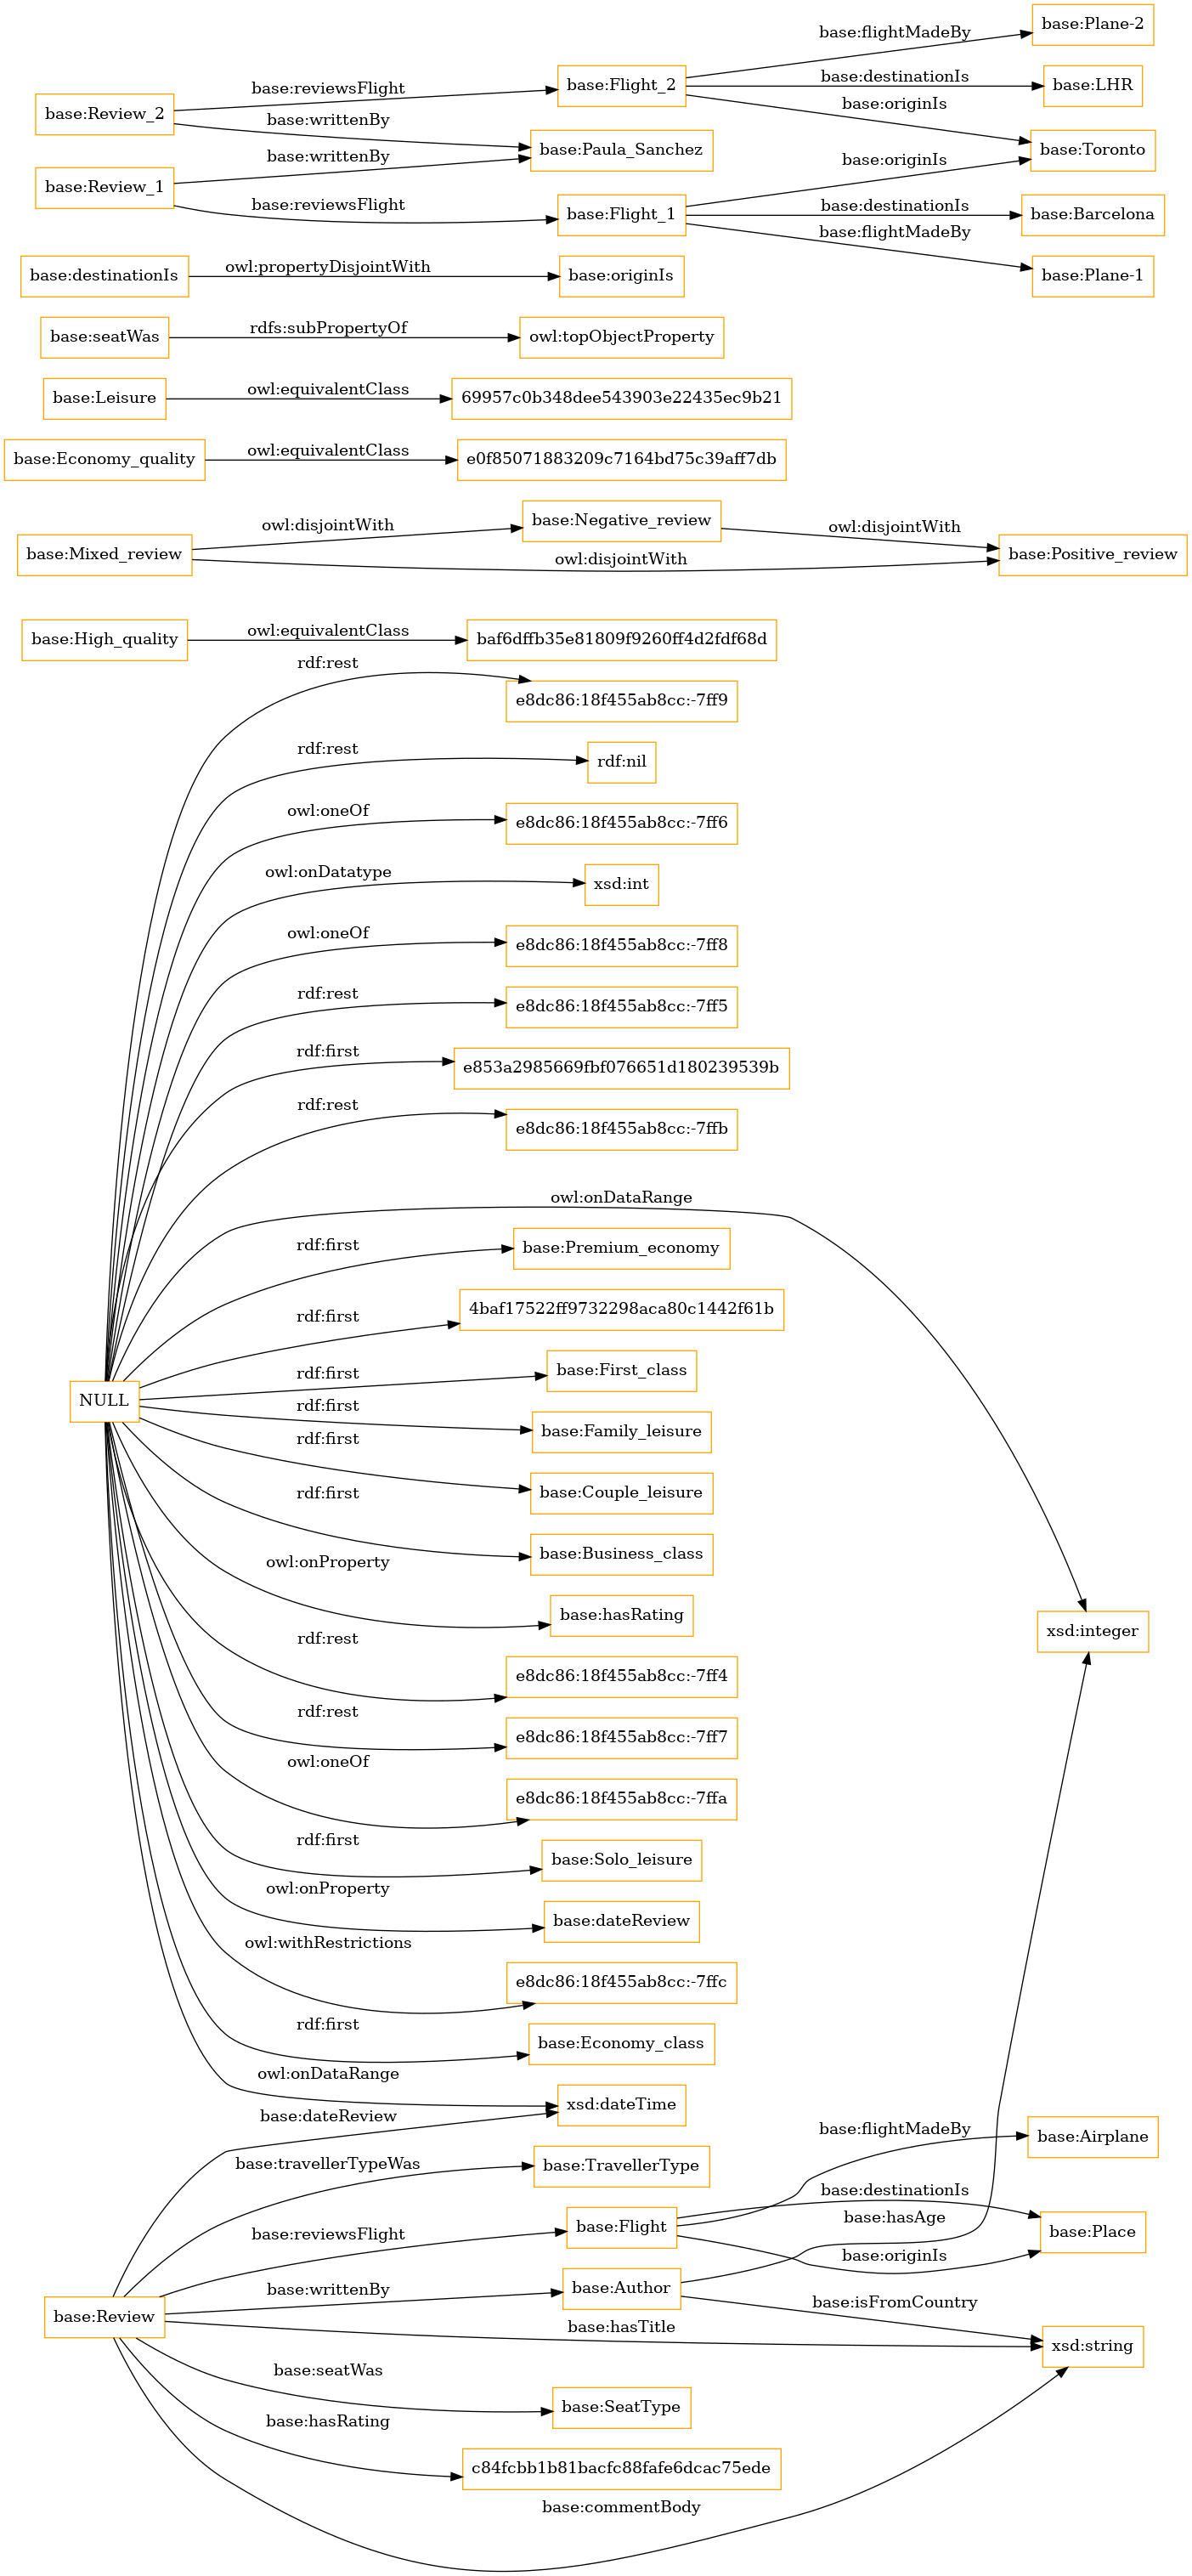 base:flightMadeBy
base:Plane-2
base:reviewsFlight
base:Flight_2
base:destinationIs
base:LHR
base:Review_2
base:originIs
base:writtenBy
base:Paula_Sanchez
base:Toronto
base:writtenBy
base:originIs
base:Review_1
base:reviewsFlight
base:Flight_1
base:destinationIs
base:Barcelona
base:flightMadeBy
base:Plane-1
base:destinationIs
owl:propertyDisjointWith
base:originIs
base:seatWas
rdfs:subPropertyOf
owl:topObjectProperty
base:Leisure
owl:equivalentClass
69957c0b348dee543903e22435ec9b21
base:Economy_quality
owl:equivalentClass
e0f85071883209c7164bd75c39aff7db
owl:disjointWith
base:Negative_review
owl:disjointWith
base:Mixed_review
owl:disjointWith
base:Positive_review
base:High_quality
owl:equivalentClass
baf6dffb35e81809f9260ff4d2fdf68d
rdf:rest
e8dc86:18f455ab8cc:-7ff9
rdf:rest
rdf:nil
owl:oneOf
e8dc86:18f455ab8cc:-7ff6
owl:onDatatype
xsd:int
owl:oneOf
e8dc86:18f455ab8cc:-7ff8
rdf:rest
e8dc86:18f455ab8cc:-7ff5
rdf:first
e853a2985669fbf076651d180239539b
rdf:rest
e8dc86:18f455ab8cc:-7ffb
owl:onDataRange
rdf:first
base:Premium_economy
rdf:first
4baf17522ff9732298aca80c1442f61b
rdf:first
base:First_class
NULL
rdf:first
base:Family_leisure
rdf:first
base:Couple_leisure
rdf:first
base:Business_class
owl:onProperty
base:hasRating
xsd:integer
rdf:rest
e8dc86:18f455ab8cc:-7ff4
rdf:rest
e8dc86:18f455ab8cc:-7ff7
owl:oneOf
e8dc86:18f455ab8cc:-7ffa
rdf:first
base:Solo_leisure
owl:onProperty
base:dateReview
owl:withRestrictions
e8dc86:18f455ab8cc:-7ffc
rdf:first
base:Economy_class
owl:onDataRange
xsd:dateTime
base:dateReview
base:flightMadeBy
base:Airplane
base:travellerTypeWas
base:TravellerType
base:destinationIs
base:reviewsFlight
base:Flight
base:hasAge
base:Place
base:originIs
base:writtenBy
base:Author
base:isFromCountry
base:Review
base:hasTitle
xsd:string
base:seatWas
base:SeatType
base:hasRating
c84fcbb1b81bacfc88fafe6dcac75ede
base:commentBody